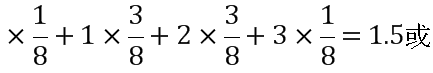 × 1/8 + 1 × 3/8 + 2 × 3/8 + 3 × 1/8 = 1.5或